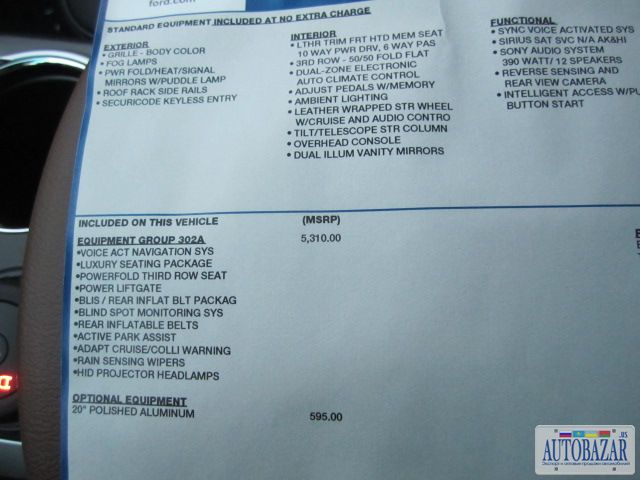 ford.com
STANDARD EQUIPMENT INCLUDED AT NO EXTRA CHARGE
EXTERIOR
•GRILLE - BODY COLOR
•FOG LAMPS
•PWR FOLD/HEAT/SIGNAL
MIRRORS W/PUDDLE LAMP
•ROOF RACK SIDE RAILS
•SECURICODE KEYLESS ENTRY
INTERIOR
•LTHR TRIM FRT HTD MEM SEAT
10 WAY PWR DRV, 6 WAY PAS
•3RD ROW - 50/50 FOLD FLAT
•DUAL-ZONE ELECTRONIC
AUTO CLIMATE CONTROL
•ADJUST PEDALS W/MEMORY
•AMBIENT LIGHTING
•LEATHER WRAPPED STR WHEEL
W/CRUISE AND AUDIO CONTRO
•TILT/TELESCOPE STR COLUMN
•OVERHEAD CONSOLE
•DUAL ILLUM VANITY MIRRORS
FUNCTIONAL
•SYNC VOICE ACTIVATED SYS
•SIRIUS SAT SVC N/A AK&HI
•SONY AUDIO SYSTEM
390 WATT/ 12 SPEAKERS
•REVERSE SENSING AND
REAR VIEW CAMERA
•INTELLIGENT ACCESS W/PU
BUTTON START
INCLUDED ON THIS VEHICLE (MSRP)
EQUIPMENT GROUP 302A 5,310.00
•VOICE ACT NAVIGATION SYS
•LUXURY SEATING PACKAGE
•POWERFOLD THIRD ROW SEAT
•POWER LIFTGATE
•BLIS / REAR INFLAT BLT PACKAG
•BLIND SPOT MONITORING SYS
•REAR INFLATABLE BELTS
•ACTIVE PARK ASSIST
•ADAPT CRUISE/COLLI WARNING
•RAIN SENSING WIPERS
•HID PROJECTOR HEADLAMPS
OPTIONAL EQUIPMENT
20" POLISHED ALUMINUM 595.00
.US
AUTOBAZAR